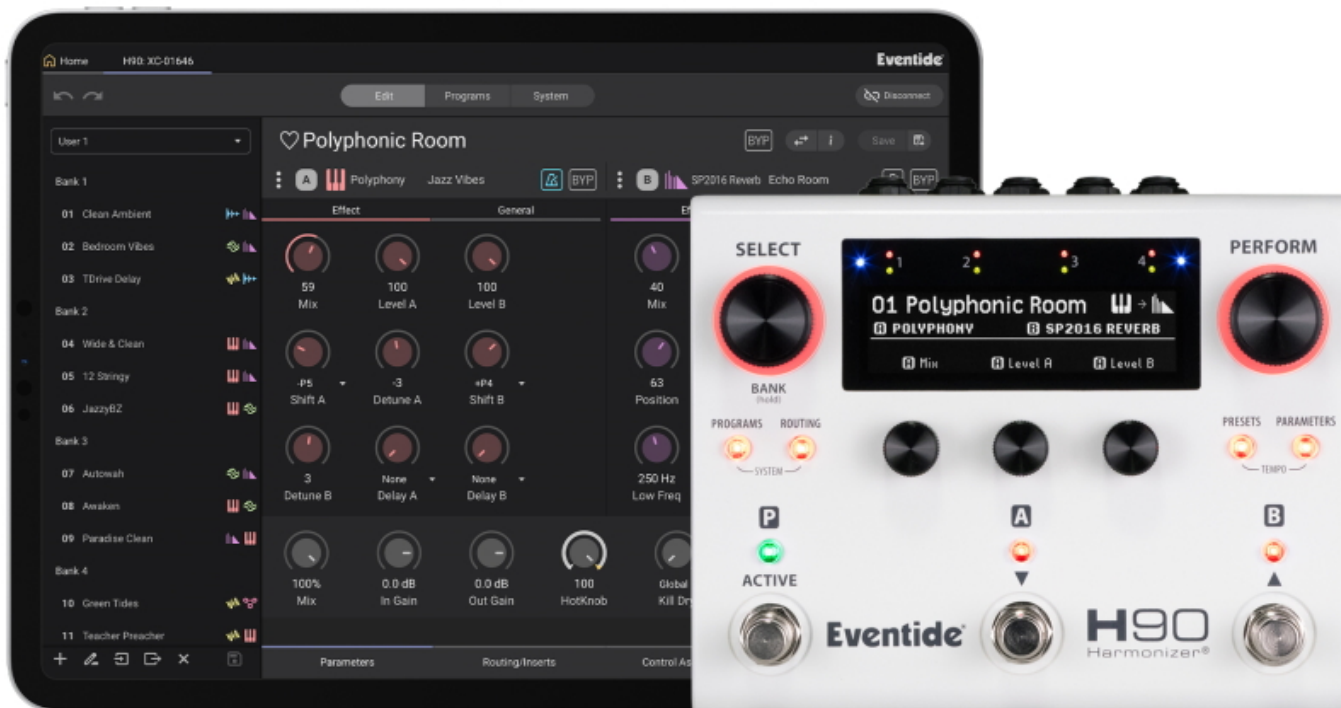 Home H90: XC-01646 Eventide
Edit Programs System Disconnect
User 1
Polyphonic Room BYP i Save
A Polyphony Jazz Vibes BYP B SP2016 Reverb Echo Room BYP
Effect General
Bank 1
01 Clean Ambient
02 Bedroom Vibes
03 TDrive Delay
Bank 2
04 Wide & Clean
05 12 Stringy
06 JazzyBZ
Bank 3
07 Autowah
08 Awaken
09 Paradise Clean
Bank 4
10 Green Tides
11 Teacher Preacher
59 100 100 40
Mix Level A Level B Mix
-P5 -3 +P4 63
Shift A Detune A Shift B Position
3 None None 250 Hz
Detune B Delay A Delay B Low Freq
100% 0.0 dB 0.0 dB 100 Global
Mix In Gain Out Gain HotKnob Kill Dr
Parameters Routing/Inserts Control As
SELECT PERFORM
1 2 3 4
01 Polyphonic Room
A POLYPHONY B SP2016 REVERB
A Mix A Level A A Level B
BANK
(hold)
PROGRAMS ROUTING PRESETS PARAMETERS
SYSTEM TEMPO
P A B
ACTIVE
Eventide H90
Harmonizer®